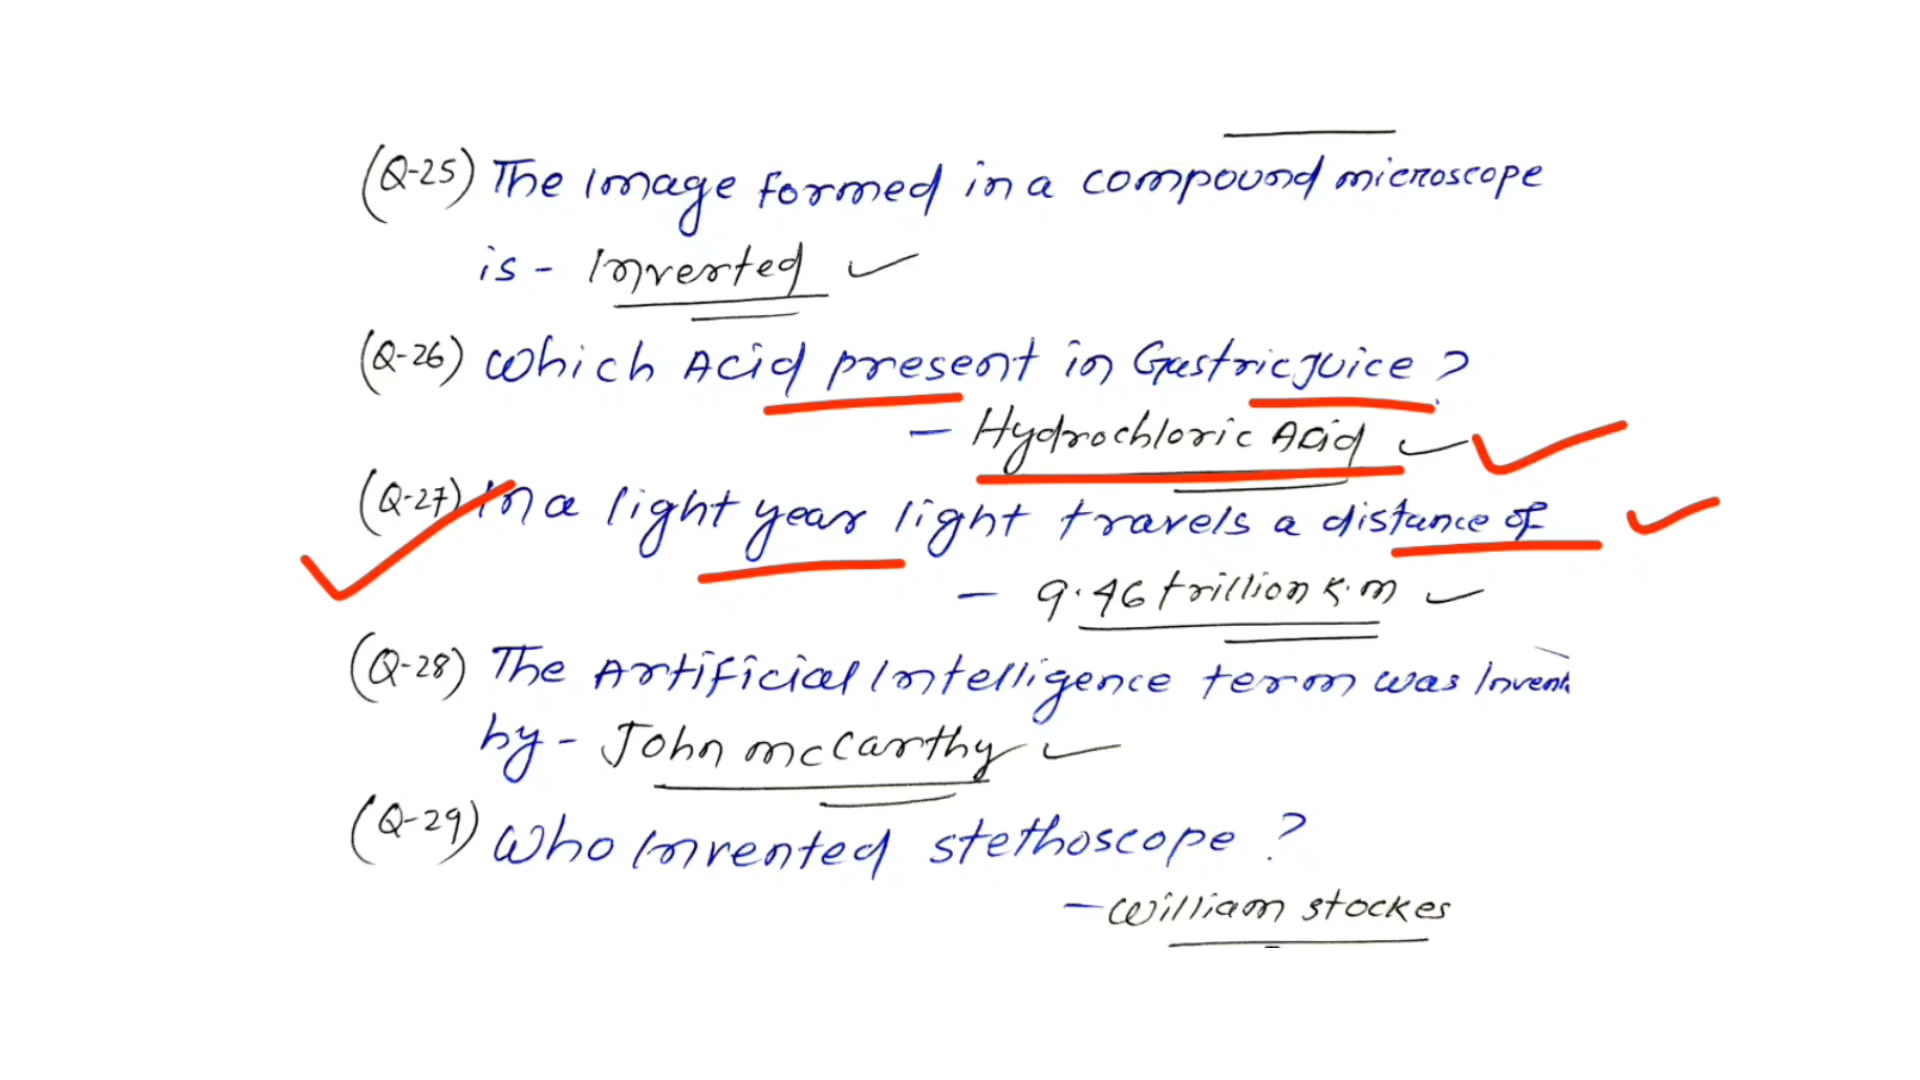 (Q-25) The Image formed in a compound microscope
is - Inverted
(Q-26) Which Acid present in Gastric juice ?
- Hydrochloric Acid
(Q-27) In a light year light travels a distance of
- 9.46 trillion k.m
(Q-28) The Artificial Intelligence term was Invent
by - John mcCarthy
(Q-29) Who Invented stethoscope ?
- William stockes